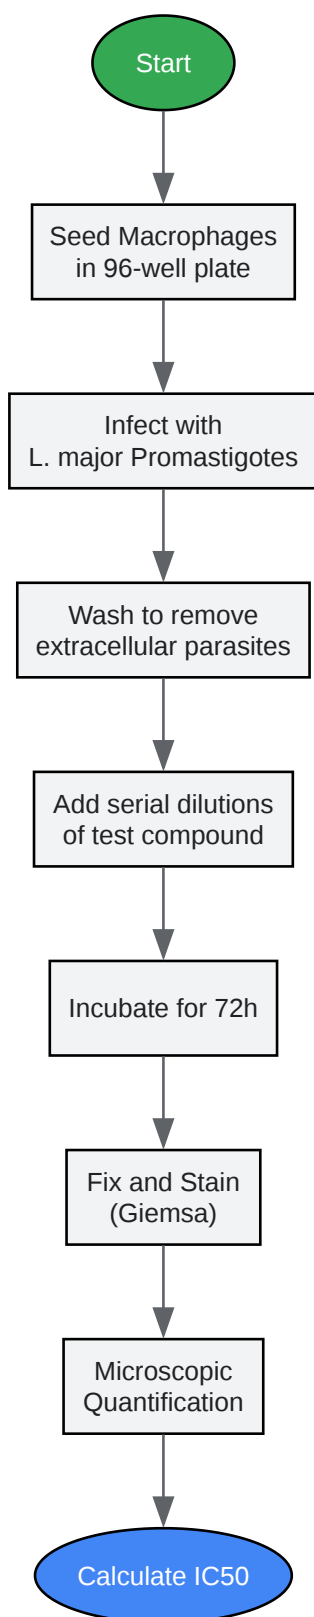 Start
Seed Macrophages
in 96-well plate
Infect with
L. major Promastigotes
Wash to remove
extracellular parasites
Add serial dilutions
of test compound
Incubate for 72h
Fix and Stain
(Giemsa)
Microscopic
Quantification
Calculate IC50